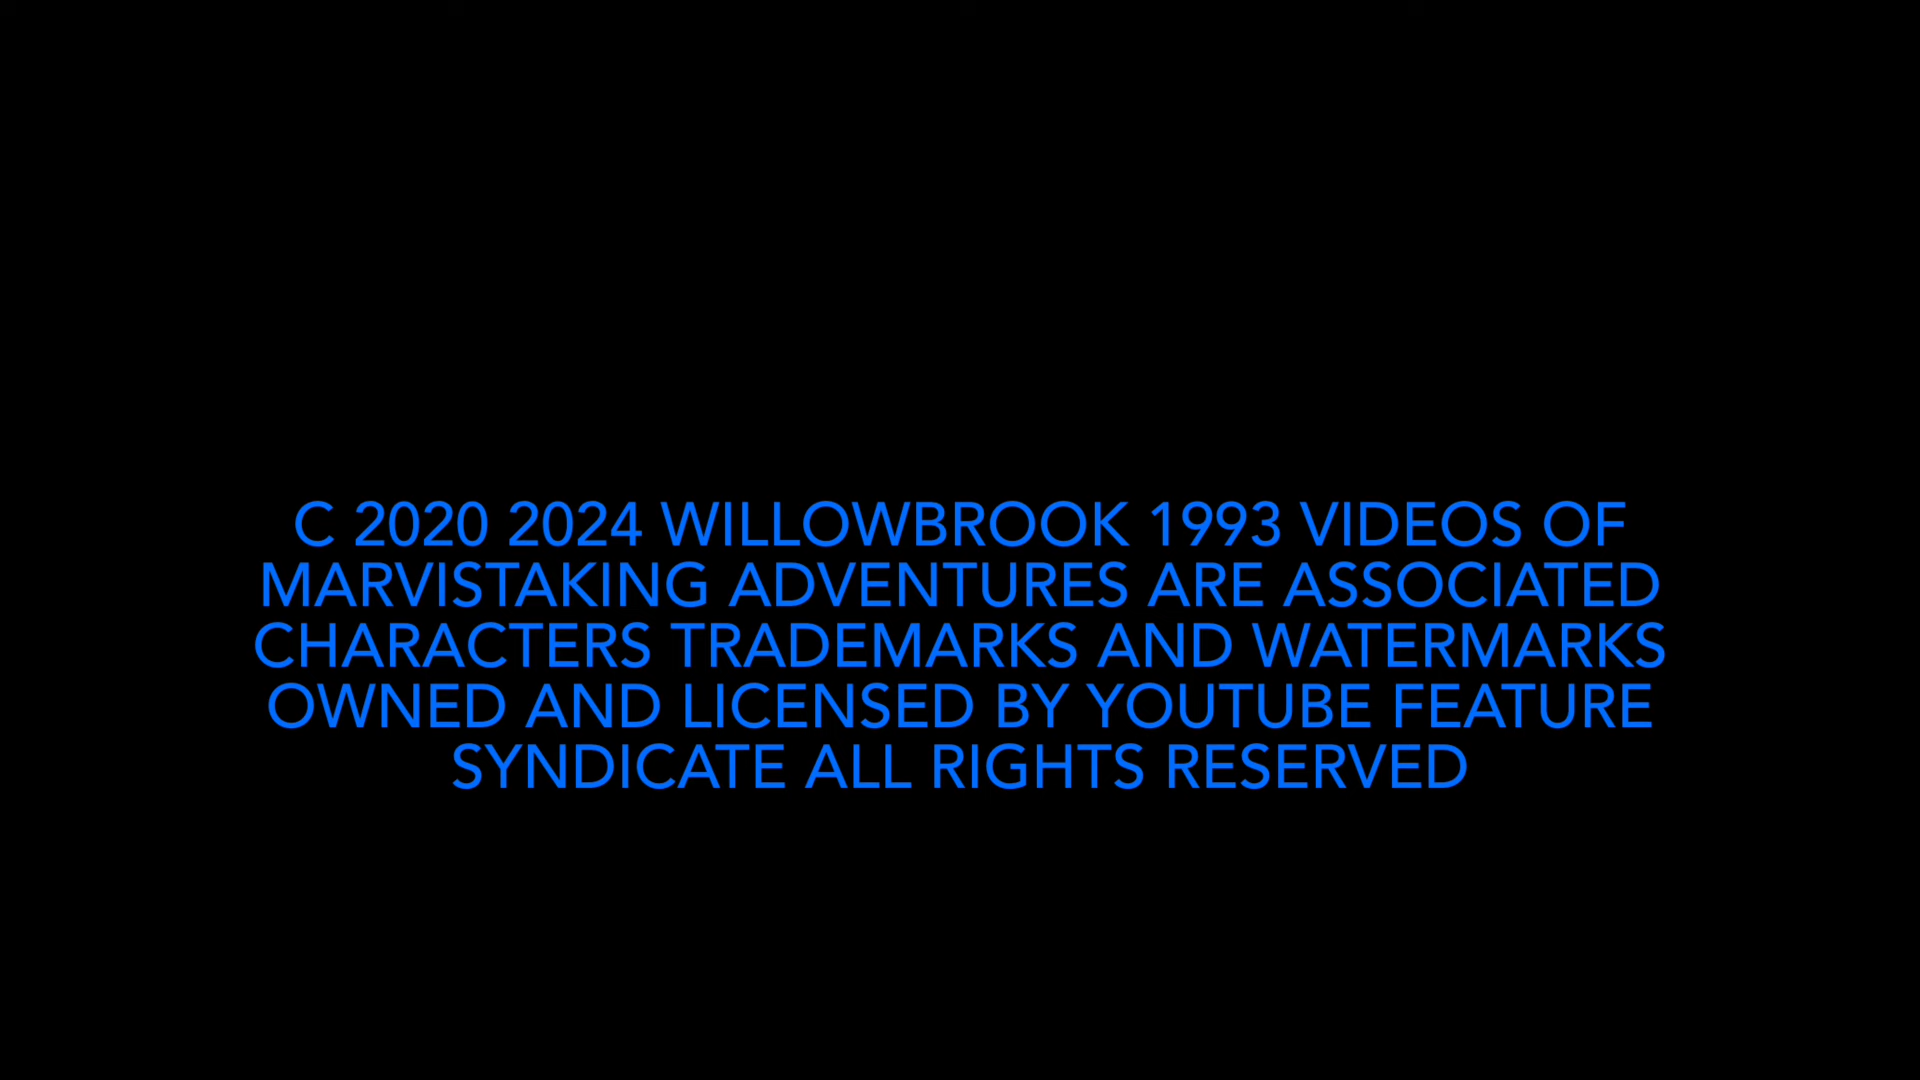 C 2020 2024 WILLOWBROOK 1993 VIDEOS OF
MARVISTAKING ADVENTURES ARE ASSOCIATED
CHARACTERS TRADEMARKS AND WATERMARKS
OWNED AND LICENSED BY YOUTUBE FEATURE
SYNDICATE ALL RIGHTS RESERVED